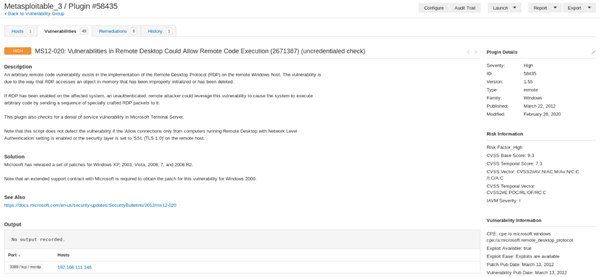 Metasploitable_3 / Plugin #58435
Configure Audit Trail Launch Report Export
Back to Vulnerability Group
Hosts 1 Vulnerabilities Remediations History 1
MS12-020: Vulnerabilities in Remote Desktop Could Allow Remote Code Execution (2671387) (uncredentialed check)
Description
An arbitrary remote code vulnerability exists in the implementation of the Remote Desktop Protocol (RDP) on the remote Windows host. The vulnerability is
due to the way that RDP accesses an object in memory that has been improperly initialized or has been deleted.
If RDP has been enabled on the affected system, an unauthenticated, remote attacker could leverage this vulnerability to cause the system to execute
arbitrary code by sending a sequence of specially crafted RDP packets to it.
This plugin also checks for a denial of service vulnerability in Microsoft Terminal Server.
Note that this script does not detect the vulnerability if the 'Allow connections only from computers running Remote Desktop with Network Level
Authentication' setting is enabled or the security layer is set to 'SSL (TLS 1.0)' on the remote host.
Solution
Microsoft has released a set of patches for Windows XP, 2003, Vista, 2008, 7, and 2008 R2.
Note that an extended support contract with Microsoft is required to obtain the patch for this vulnerability for Windows 2000.
See Also
https://docs.microsoft.com/en-us/security-updates/SecurityBulletins/2012/ms12-020
Output
No output recorded.
Port Hosts
3389 / tcp / msrdp 192.168.111.146
Plugin Details
Severity: High
ID: 58435
Version: 1.55
Type: remote
Family: Windows
Published: March 22, 2012
Modified: February 26, 2020
Risk Information
Risk Factor: High
CVSS Base Score: 9.3
CVSS Temporal Score: 7.3
CVSS Vector: CVSS2#AV:N/AC:M/Au:N/C:C
/I:C/A:C
CVSS Temporal Vector:
CVSS2#E:POC/RL:OF/RC:C
IAVM Severity: I
Vulnerability Information
CPE: cpe:/o:microsoft:windows
cpe:/a:microsoft:remote_desktop_protocol
Exploit Available: true
Exploit Ease: Exploits are available
Patch Pub Date: March 13, 2012
Vulnerability Pub Date: March 13, 2012